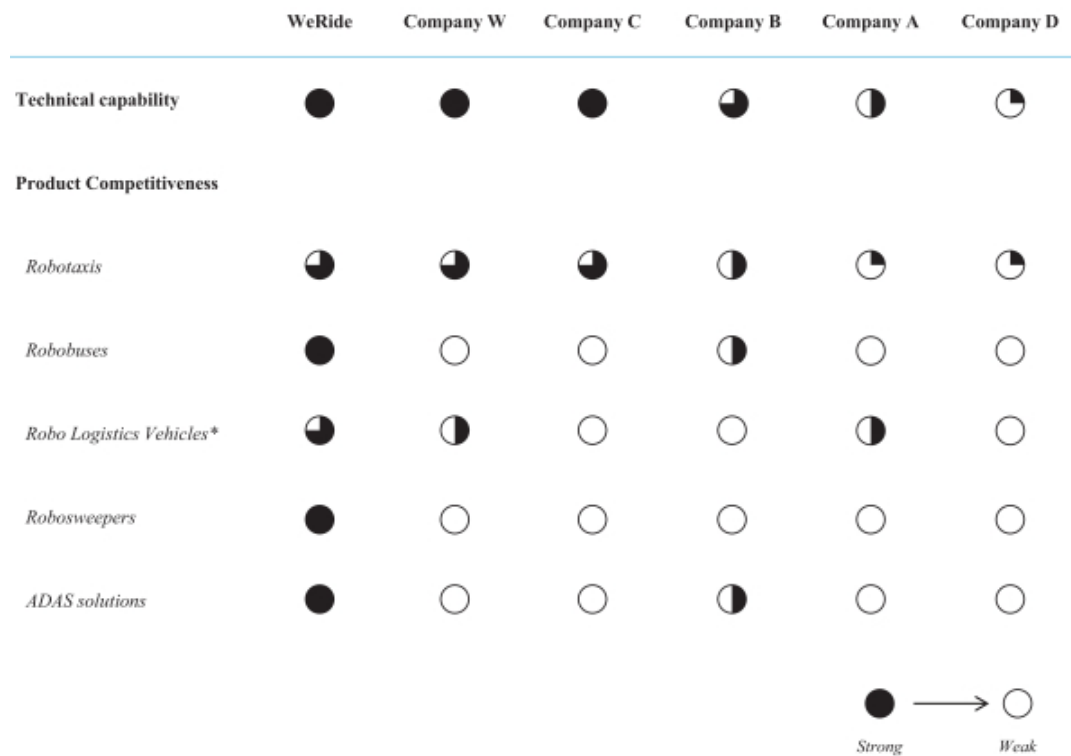 WeRide Company W Company C Company B Company A Company D
Technical capability
Product Competitiveness
Robotaxis
Robobuses
Robo Logistics Vehicles*
Robosweepers
ADAS solutions
Strong Weak